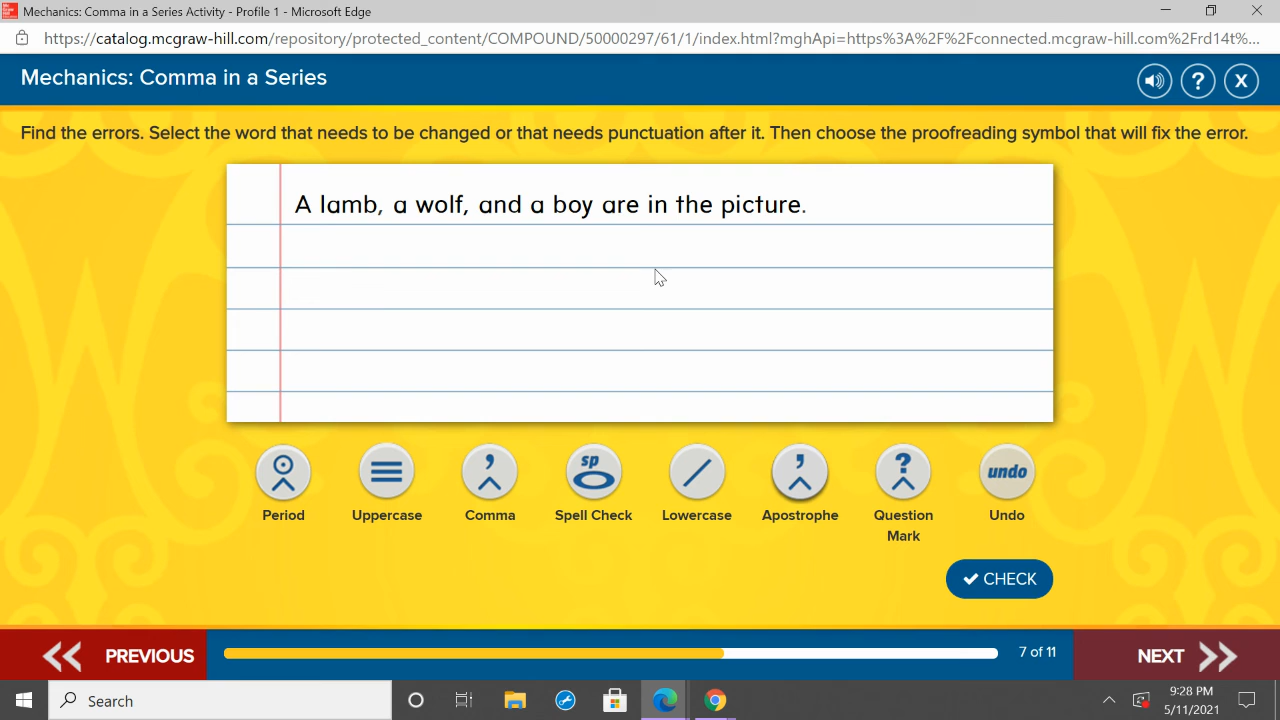 Mechanics: Comma in a Series Activity - Profile 1 - Microsoft Edge
https://catalog.mcgraw-hill.com/repository/protected_content/COMPOUND/50000297/61/1/index.html?mghApi=https%3A%2F%2Fconnected.mcgraw-hill.com%2Frd14t%...
Mechanics: Comma in a Series
?
X
Find the errors. Select the word that needs to be changed or that needs punctuation after it. Then choose the proofreading symbol that will fix the error.
A lamb, a wolf, and a boy are in the picture.
sp
?
undo
Period
Uppercase
Comma
Spell Check
Lowercase
Apostrophe
Question
Mark
Undo
CHECK
PREVIOUS
7 of 11
NEXT
Search
9:28 PM
5/11/2021